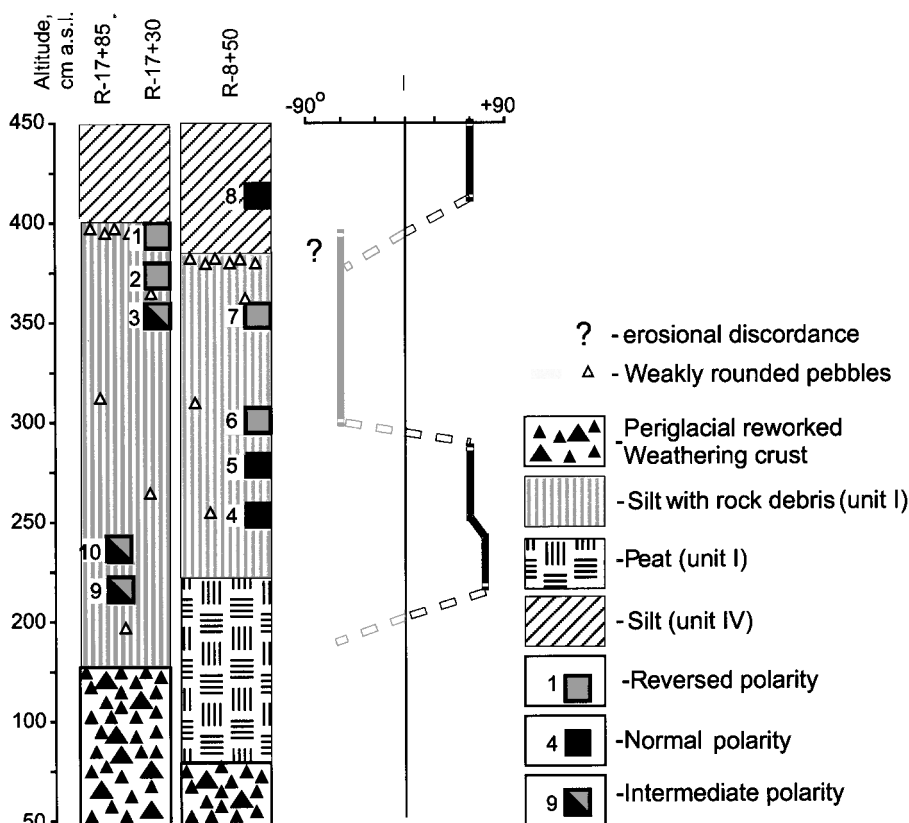 Altitude,
cm a.s.l.
R-17+85
R-17+30
R-8+50
-90°
+90
450
400
350
300
250
200
100
50
1
2
3
10
9
8
7
6
5
4
?
? - erosional discordance
- Weakly rounded pebbles
-Periglacial reworked
Weathering crust
-Silt with rock debris (unit I)
-Peat (unit I)
-Silt (unit IV)
1 -Reversed polarity
4 -Normal polarity
9 -Intermediate polarity